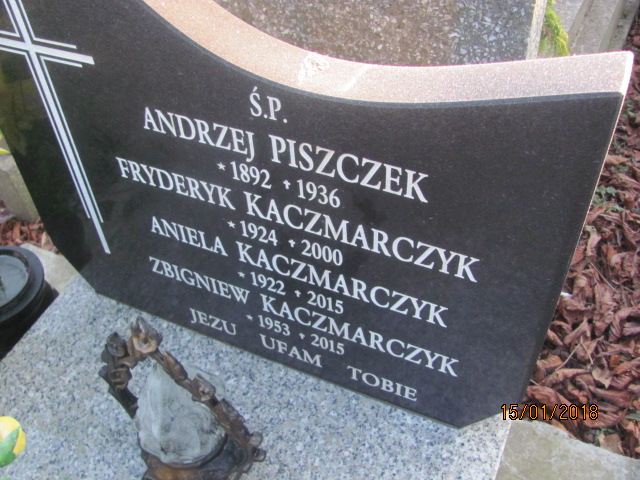 Ś.P.
ANDRZEJ PISZCZEK
* 1892 + 1936
FRYDERYK KACZMARCZYK
* 1924 + 2000
ANIELA KACZMARCZYK
* 1922 + 2015
ZBIGNIEW KACZMARCZYK
* 1953 + 2015
JEZU UFAM TOBIE
15/01/2018